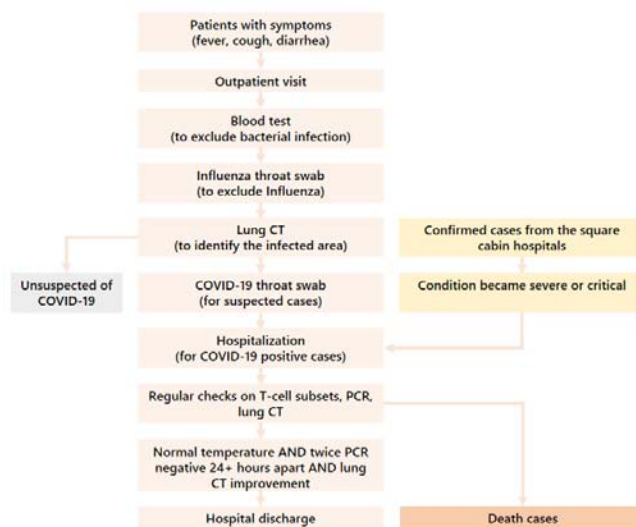 Patients with symptoms
(fever, cough, diarrhea)
Outpatient visit
Blood test
(to exclude bacterial infection)
Influenza throat swab
(to exclude Influenza)
Lung CT
(to identify the infected area)
Confirmed cases from the square
cabin hospitals
Unsuspected of
COVID-19
COVID-19 throat swab
(for suspected cases)
Condition became severe or critical
Hospitalization
(for COVID-19 positive cases)
Regular checks on T-cell subsets, PCR,
lung CT
Normal temperature AND twice PCR
negative 24+ hours apart AND lung
CT improvement
Hospital discharge
Death cases